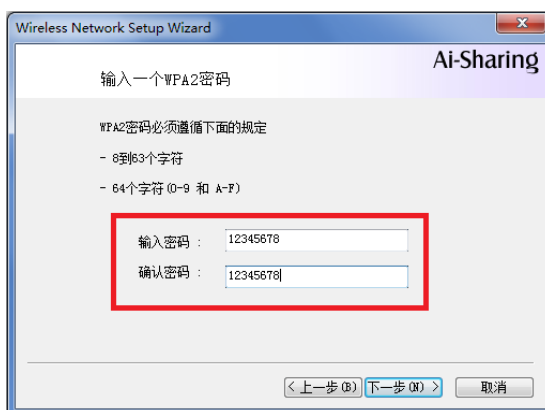 Wireless Network Setup Wizard
Ai-Sharing
输入一个WPA2密码
WPA2密码必须遵循下面的规定
- 8到63个字符
- 64个字符(0-9 和 A-F)
输入密码 : 12345678
确认密码 : 12345678
< 上一步(B) 下一步(N) > 取消